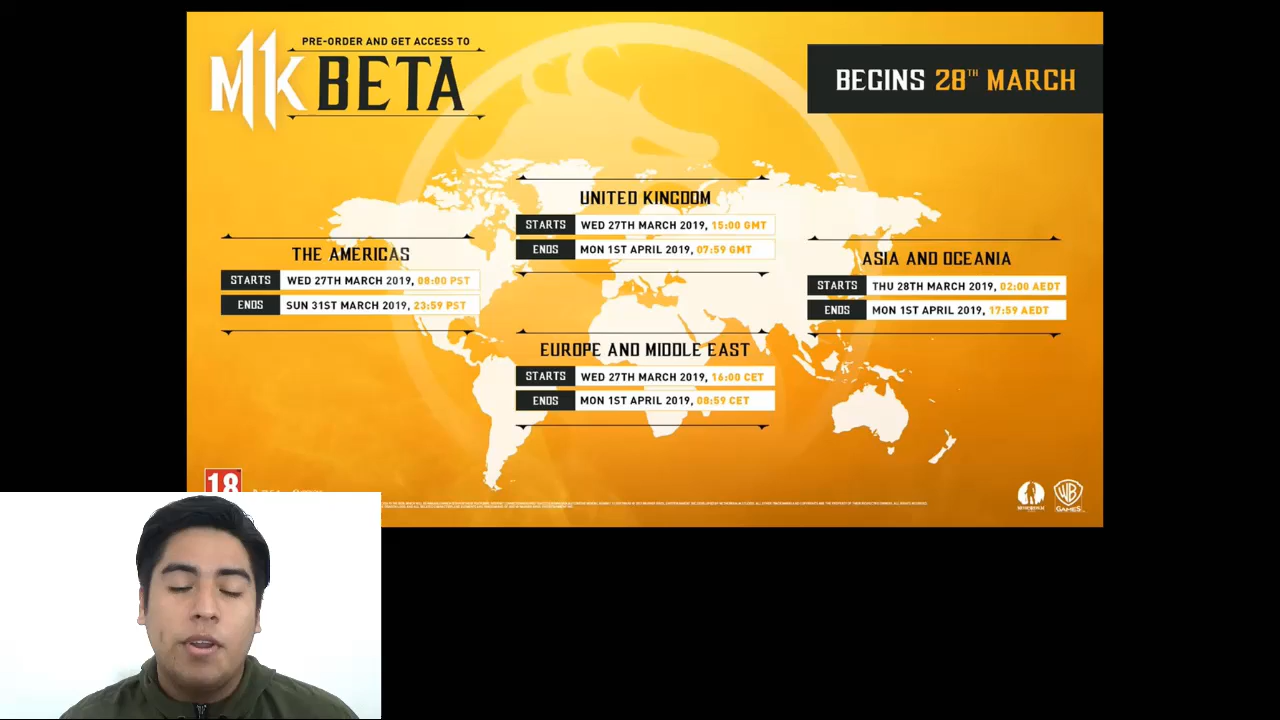 PRE-ORDER AND GET ACCESS TO
MK11 BETA
BEGINS 28TH MARCH
UNITED KINGDOM
STARTS WED 27TH MARCH 2019, 15:00 GMT
ENDS MON 1ST APRIL 2019, 07:59 GMT
THE AMERICAS
STARTS WED 27TH MARCH 2019, 08:00 PST
ENDS SUN 31ST MARCH 2019, 23:59 PST
ASIA AND OCEANIA
STARTS THU 28TH MARCH 2019, 02:00 AEDT
ENDS MON 1ST APRIL 2019, 17:59 AEDT
EUROPE AND MIDDLE EAST
STARTS WED 27TH MARCH 2019, 16:00 CET
ENDS MON 1ST APRIL 2019, 08:59 CET
18
WB
GAMES